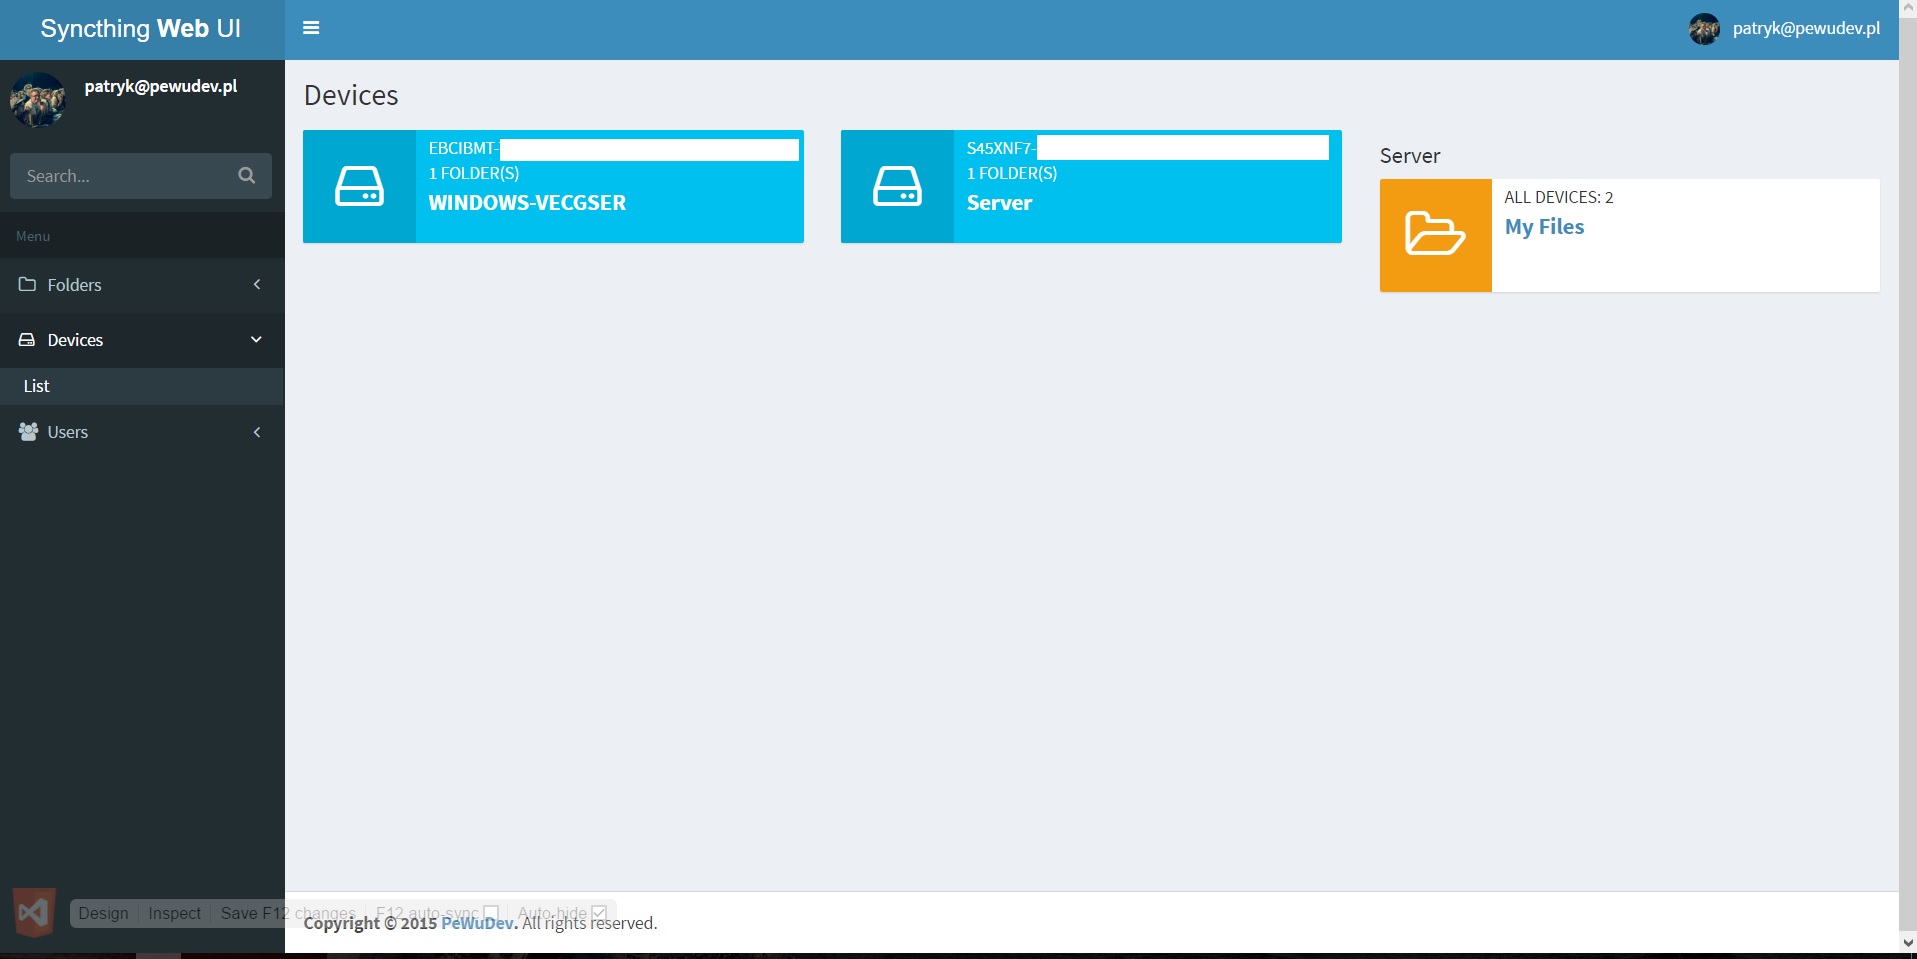 Syncthing Web UI
patryk@pewudev.pl
patryk@pewudev.pl
Search...
Menu
Folders
Devices
List
Users
Devices
EBCIBMT-
1 FOLDER(S)
WINDOWS-VECGSER
S45XNF7-
1 FOLDER(S)
Server
Server
ALL DEVICES: 2
My Files
Design Inspect Save F12 changes F12 auto-sync Auto-hide
Copyright © 2015 PeWuDev. All rights reserved.